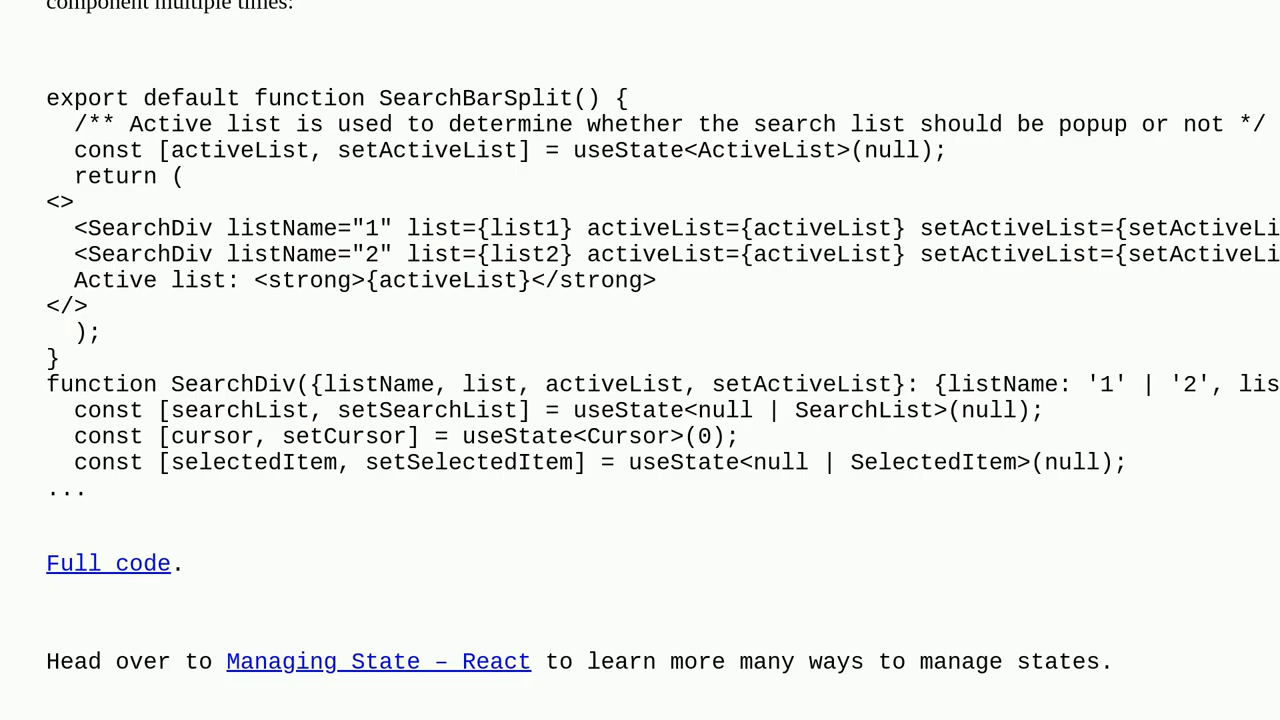 component multiple times:
export default function SearchBarSplit() {
/** Active list is used to determine whether the search list should be popup or not */
const [activeList, setActiveList] = useState<ActiveList>(null);
return (
<>
<SearchDiv listName="1" list={list1} activeList={activeList} setActiveList={setActiveLi
<SearchDiv listName="2" list={list2} activeList={activeList} setActiveList={setActiveLi
Active list: <strong>{activeList}</strong>
</>
);
}
function SearchDiv({listName, list, activeList, setActiveList}: {listName: '1' | '2', lis
const [searchList, setSearchList] = useState<null | SearchList>(null);
const [cursor, setCursor] = useState<Cursor>(0);
const [selectedItem, setSelectedItem] = useState<null | SelectedItem>(null);
...
Full code.
Head over to Managing State – React to learn more many ways to manage states.